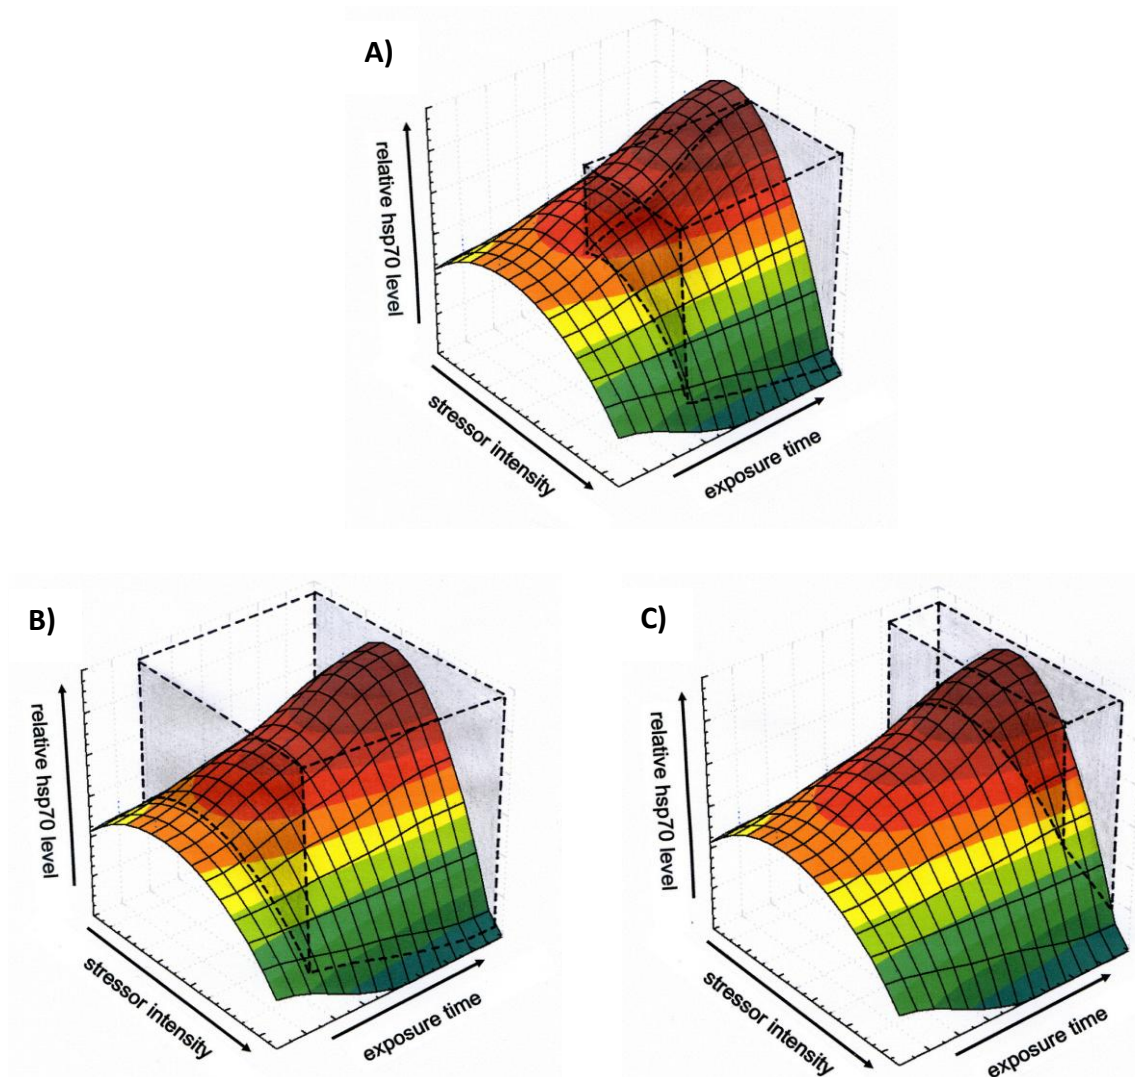 A)
relative hsp70 level
stressor intensity
exposure time
B)
relative hsp70 level
stressor intensity
exposure time
C)
relative hsp70 level
stressor intensity
exposure time